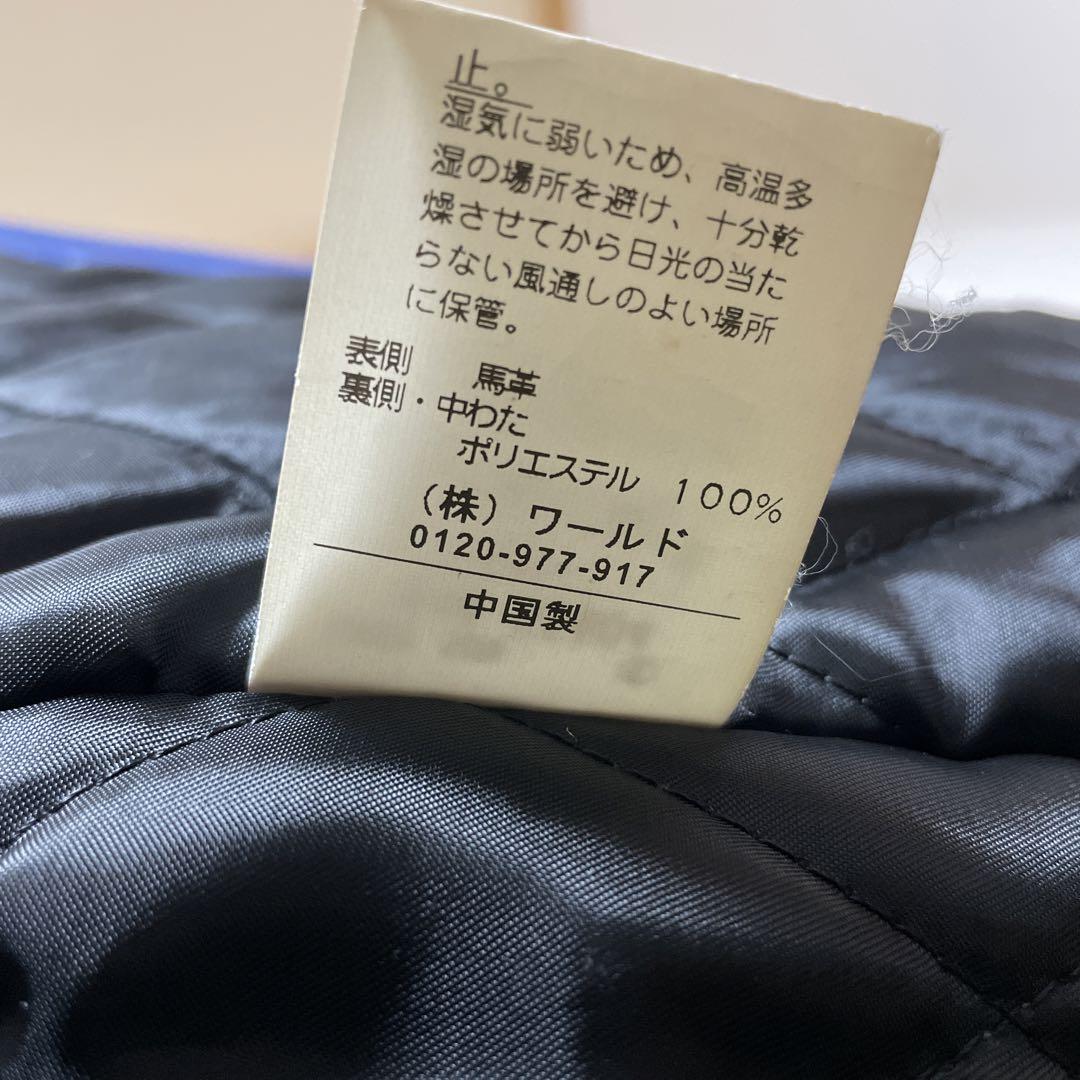 止。
湿気に弱いため、高温多
湿の場所を避け、十分乾
燥させてから日光の当た
らない風通しのよい場所
に保管。
表側 馬革
裏側・中わた
ポリエステル 100%
(株) ワールド
0120-977-917
中国製